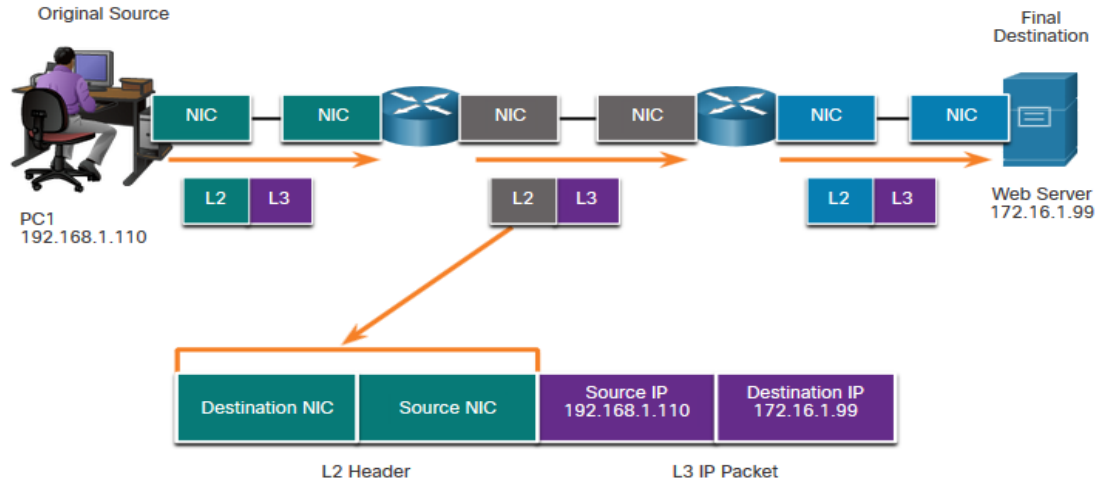 Original Source
Final
Destination
NIC
NIC
NIC
NIC
NIC
NIC
L2
L3
L2
L3
L2
L3
PC1
192.168.1.110
Web Server
172.16.1.99
Destination NIC
Source NIC
Source IP
192.168.1.110
Destination IP
172.16.1.99
L2 Header
L3 IP Packet